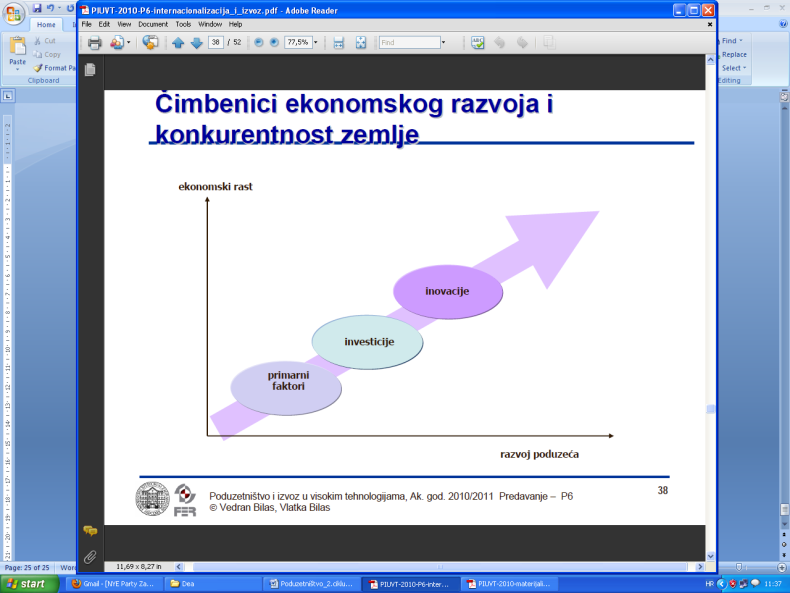 PIUVT-2010-P6-internacionalizacija_i_izvoz.pdf - Adobe Reader
Home
File Edit View Document Tools Window Help
Cut
Copy
Paste
Format Pa
Clipboard
38 / 52
77,5%
Find
Find
Replace
Select
Editing
Čimbenici ekonomskog razvoja i
konkurentnost zemlje
ekonomski rast
inovacije
investicije
primarni
faktori
razvoj poduzeća
38
Poduzetništvo i izvoz u visokim tehnologijama, Ak. god. 2010/2011 Predavanje – P6
© Vedran Bilas, Vlatka Bilas
FER
11,69 x 8,27 in
Page: 25 of 25
Wor
start
Gmail - [NYE Party Za...
Dea
Poduzetništvo_2.ciklu...
PIUVT-2010-P6-inter...
PIUVT-2010-materijali...
HR
11:37